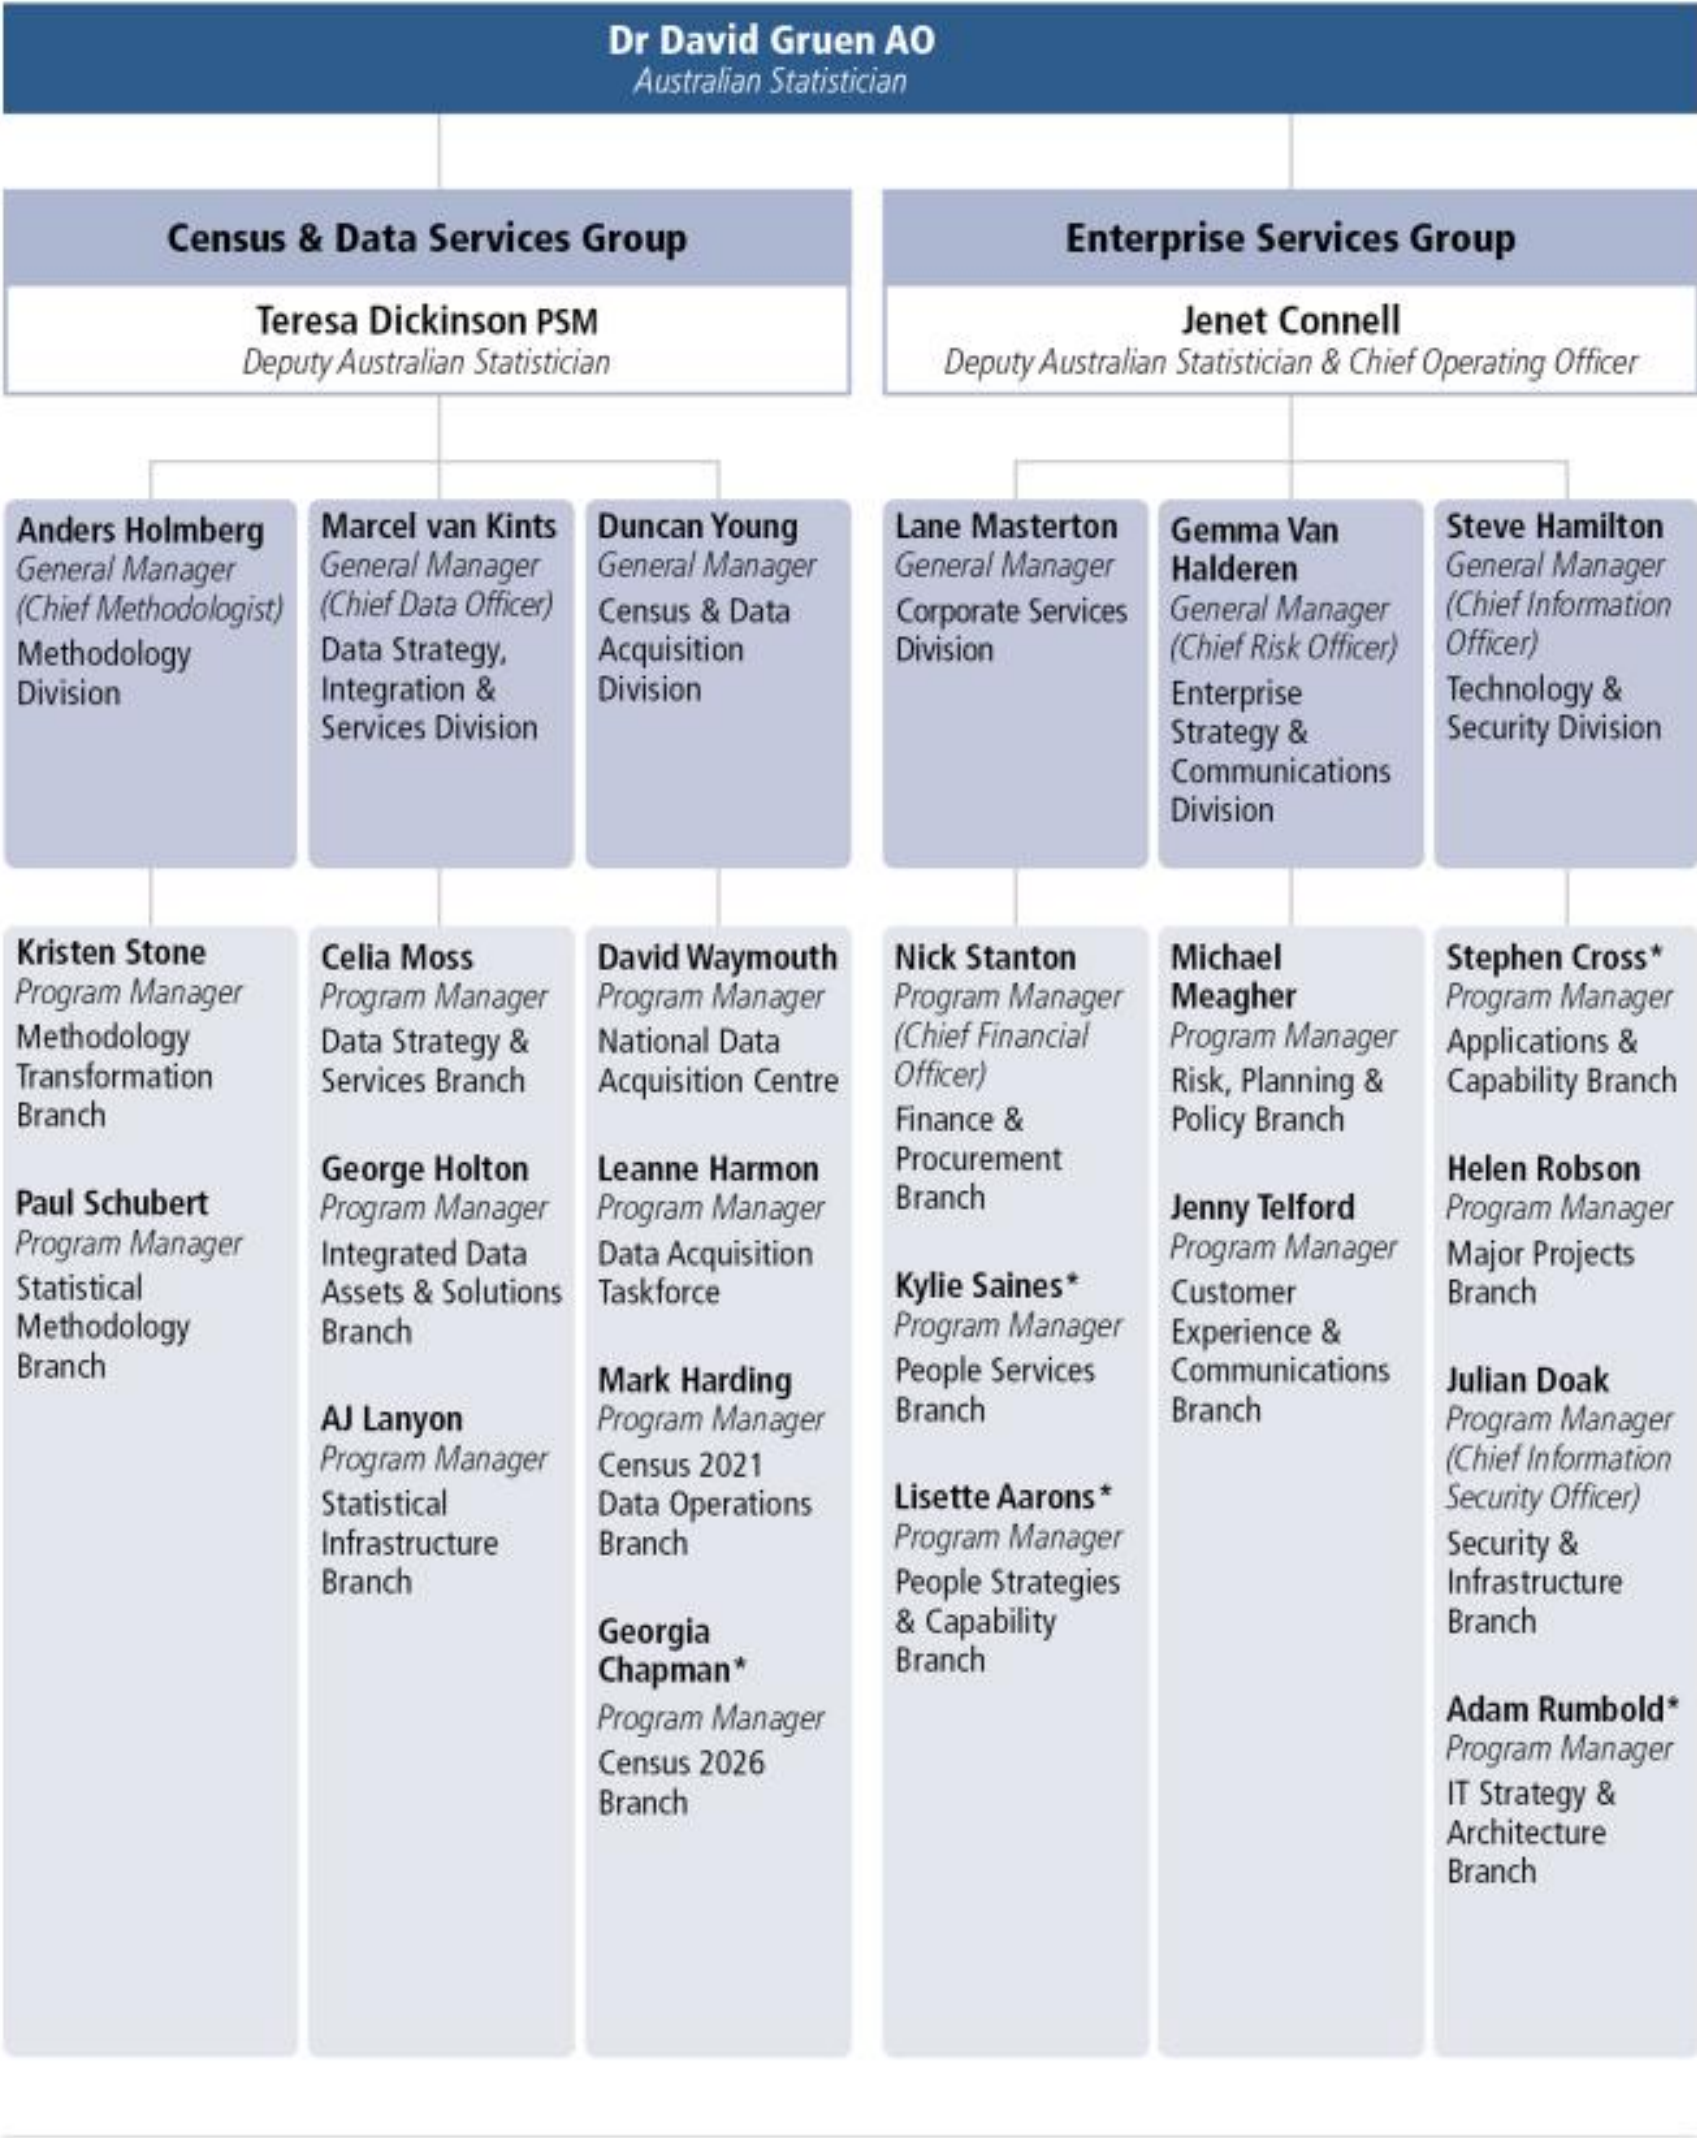 Dr David Gruen AO
Australian Statistician
Census & Data Services Group
Teresa Dickinson PSM
Deputy Australian Statistician
Enterprise Services Group
Jenet Connell
Deputy Australian Statistician & Chief Operating Officer
Anders Holmberg
General Manager
(Chief Methodologist)
Methodology
Division
Marcel van Kints
General Manager
(Chief Data Officer)
Data Strategy,
Integration &
Services Division
Duncan Young
General Manager
Census & Data
Acquisition
Division
Lane Masterton
General Manager
Corporate Services
Division
Gemma Van
Halderen
General Manager
(Chief Risk Officer)
Enterprise
Strategy &
Communications
Division
Steve Hamilton
General Manager
(Chief Information
Officer)
Technology &
Security Division
Kristen Stone
Program Manager
Methodology
Transformation
Branch
Paul Schubert
Program Manager
Statistical
Methodology
Branch
Celia Moss
Program Manager
Data Strategy &
Services Branch
George Holton
Program Manager
Integrated Data
Assets & Solutions
Branch
AJ Lanyon
Program Manager
Statistical
Infrastructure
Branch
David Waymouth
Program Manager
National Data
Acquisition Centre
Leanne Harmon
Program Manager
Data Acquisition
Taskforce
Mark Harding
Program Manager
Census 2021
Data Operations
Branch
Georgia
Chapman*
Program Manager
Census 2026
Branch
Nick Stanton
Program Manager
(Chief Financial
Officer)
Finance &
Procurement
Branch
Kylie Saines*
Program Manager
People Services
Branch
Lisette Aarons*
Program Manager
People Strategies
& Capability
Branch
Michael
Meagher
Program Manager
Risk, Planning &
Policy Branch
Jenny Telford
Program Manager
Customer
Experience &
Communications
Branch
Stephen Cross*
Program Manager
Applications &
Capability Branch
Helen Robson
Program Manager
Major Projects
Branch
Julian Doak
Program Manager
(Chief Information
Security Officer)
Security &
Infrastructure
Branch
Adam Rumbold*
Program Manager
IT Strategy &
Architecture
Branch